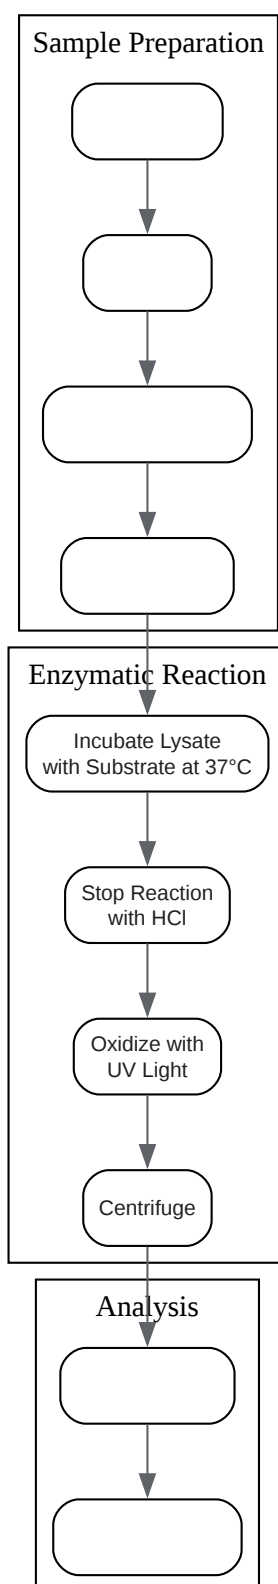 Sample Preparation
Enzymatic Reaction
Incubate Lysate
with Substrate at 37°C
Stop Reaction
with HCl
Oxidize with
UV Light
Centrifuge
Analysis